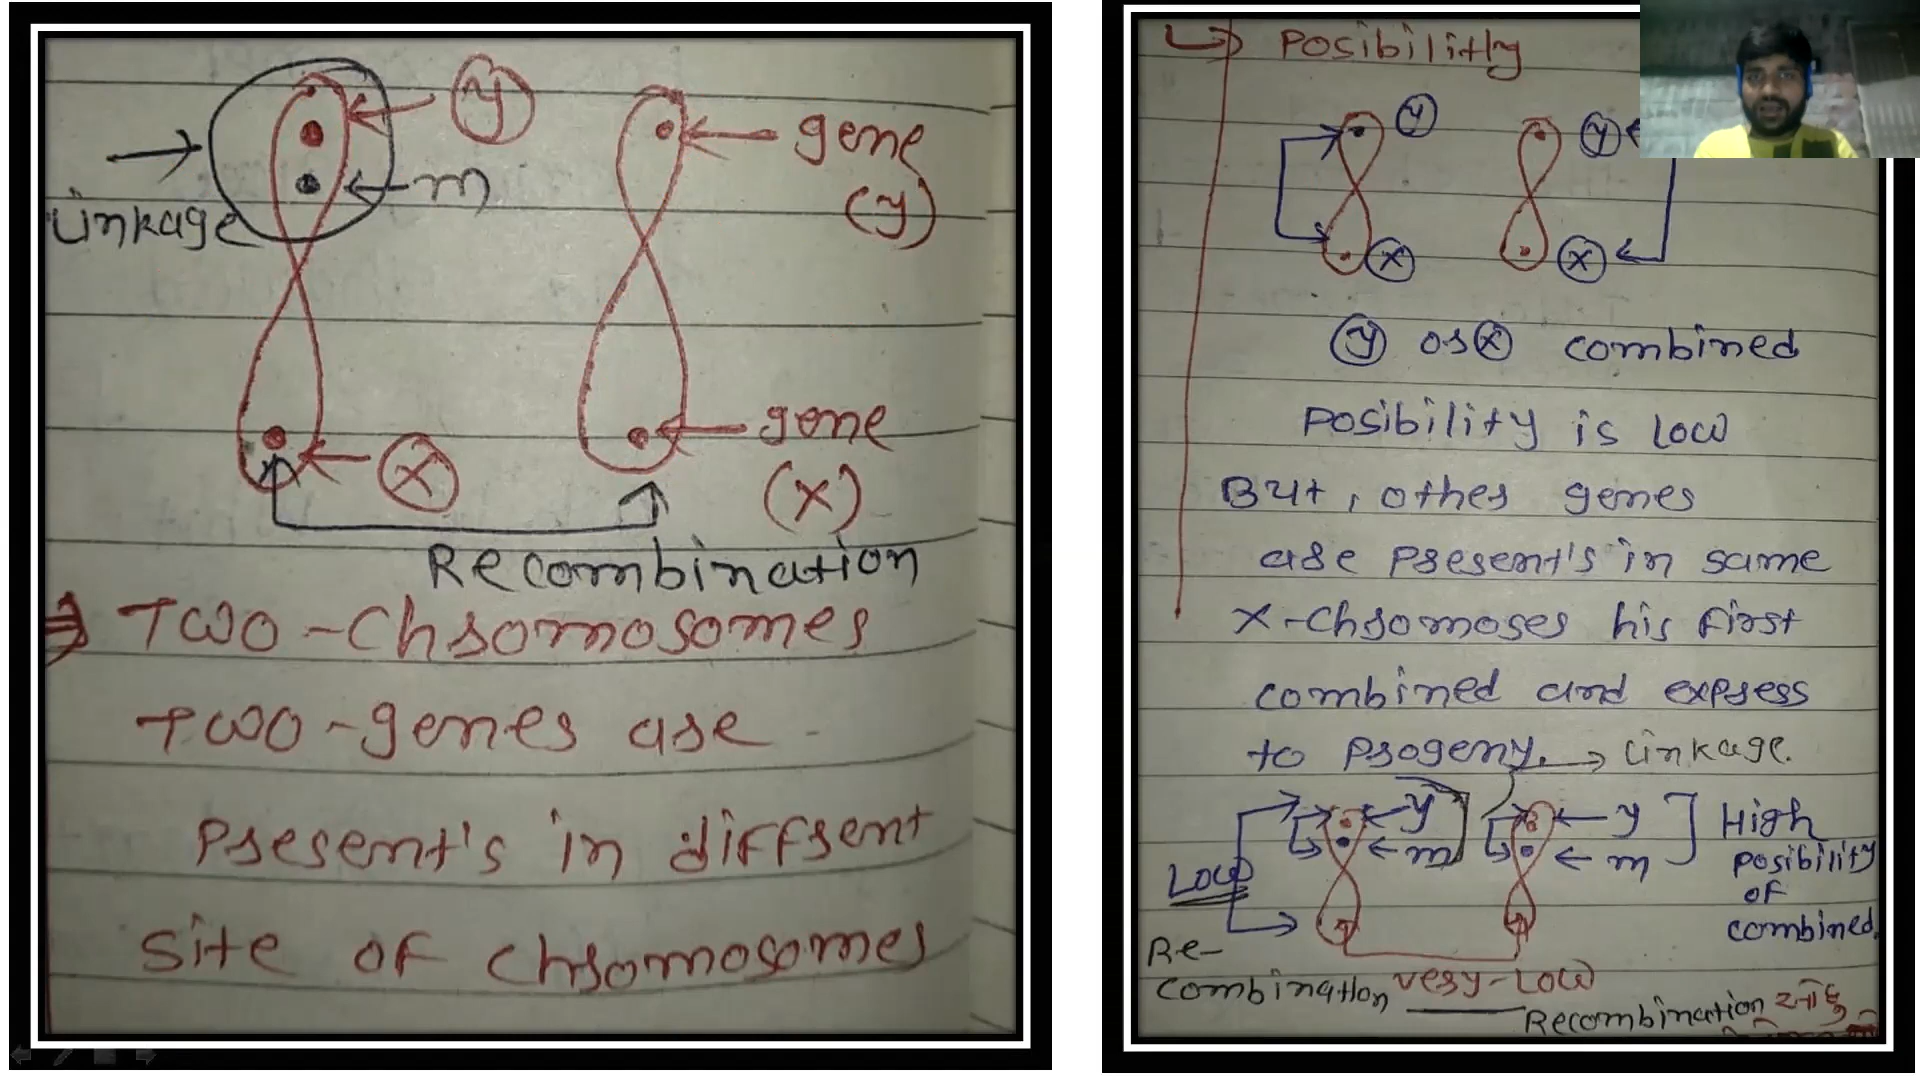 y
gene
m
(y)
Linkage
gene
x
(x)
Recombination
⇒ Two-Chromosomes
Two-genes are
Present's in diffrent
site of chromosomes
↳ Posibilitly
y
y
x
x
y or x combined
Posibility is Low
But, other genes
are Present's in same
X-Chromoses his first
combined and express
to Progeny. → Linkage.
y
y
High
m
m
posibility
Low
of
combined.
Re-
combination
very-Low
Recombination